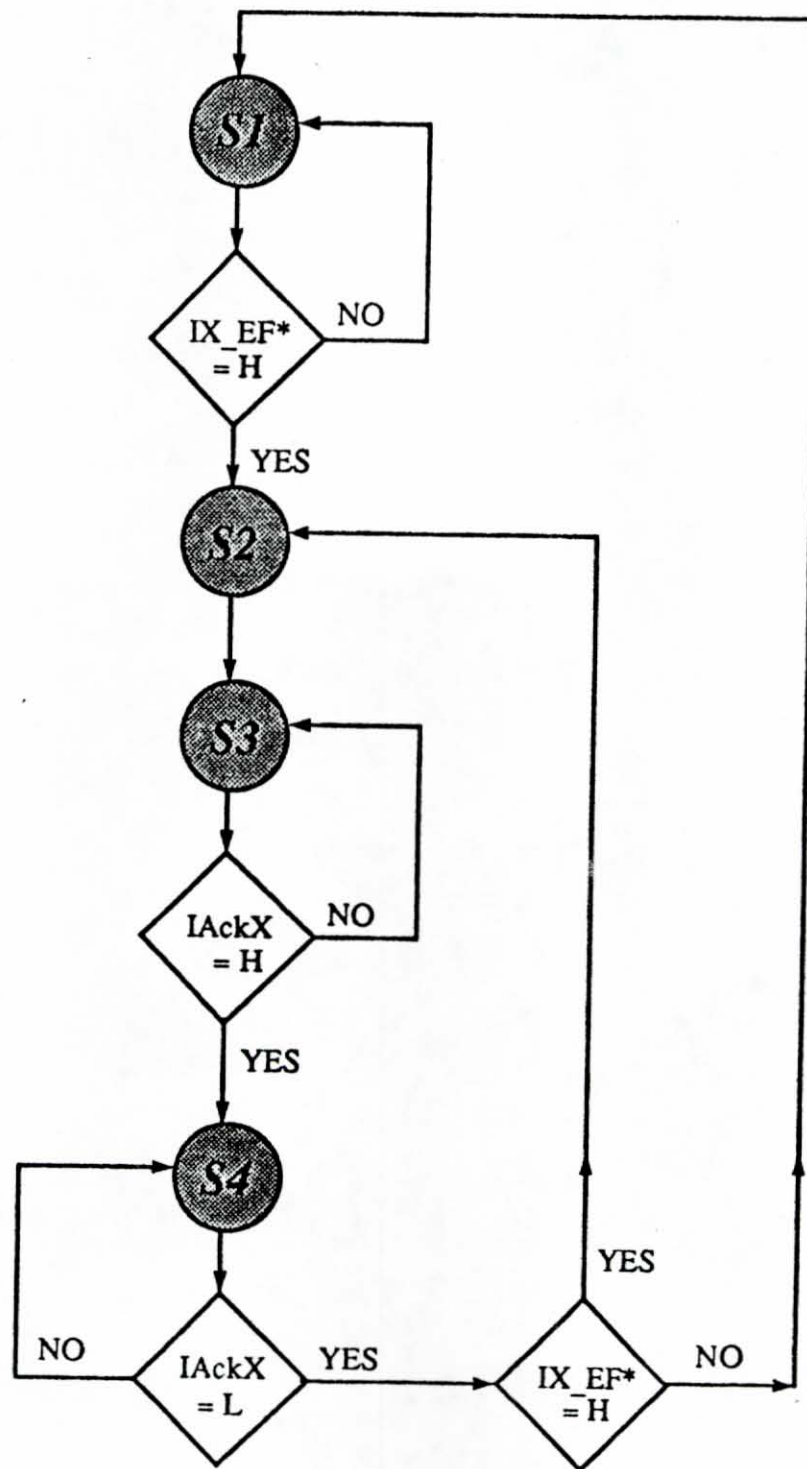 S1
IX_EF*
= H
NO
YES
S2
S3
IAckX
= H
NO
YES
S4
NO
IAckX
= L
YES
YES
IX_EF*
= H
NO